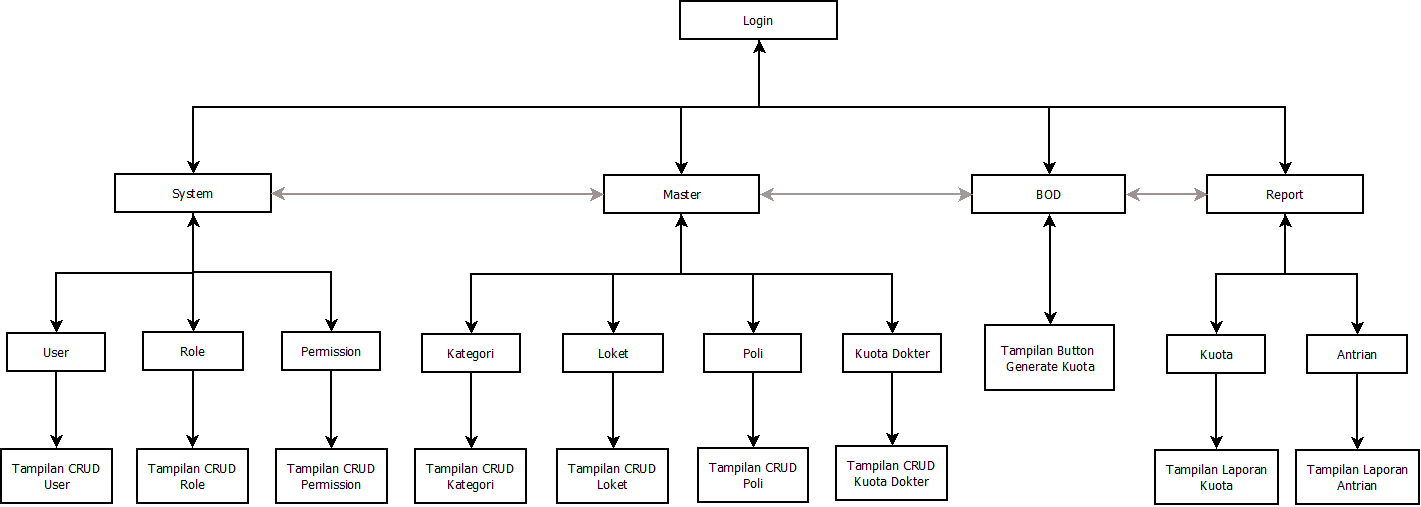 Login
System
Master
BOD
Report
User
Role
Permission
Kategori
Loket
Poli
Kuota Dokter
Tampilan Button
Generate Kuota
Kuota
Antrian
Tampilan CRUD
User
Tampilan CRUD
Role
Tampilan CRUD
Permission
Tampilan CRUD
Kategori
Tampilan CRUD
Loket
Tampilan CRUD
Poli
Tampilan CRUD
Kuota Dokter
Tampilan Laporan
Kuota
Tampilan Laporan
Antrian